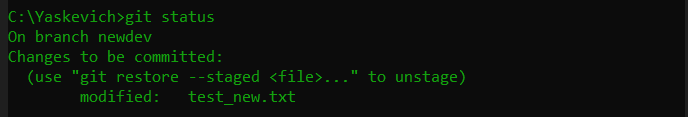 C:\Yaskevich>git status
On branch newdev
Changes to be committed:
  (use "git restore --staged <file>..." to unstage)
        modified:   test_new.txt